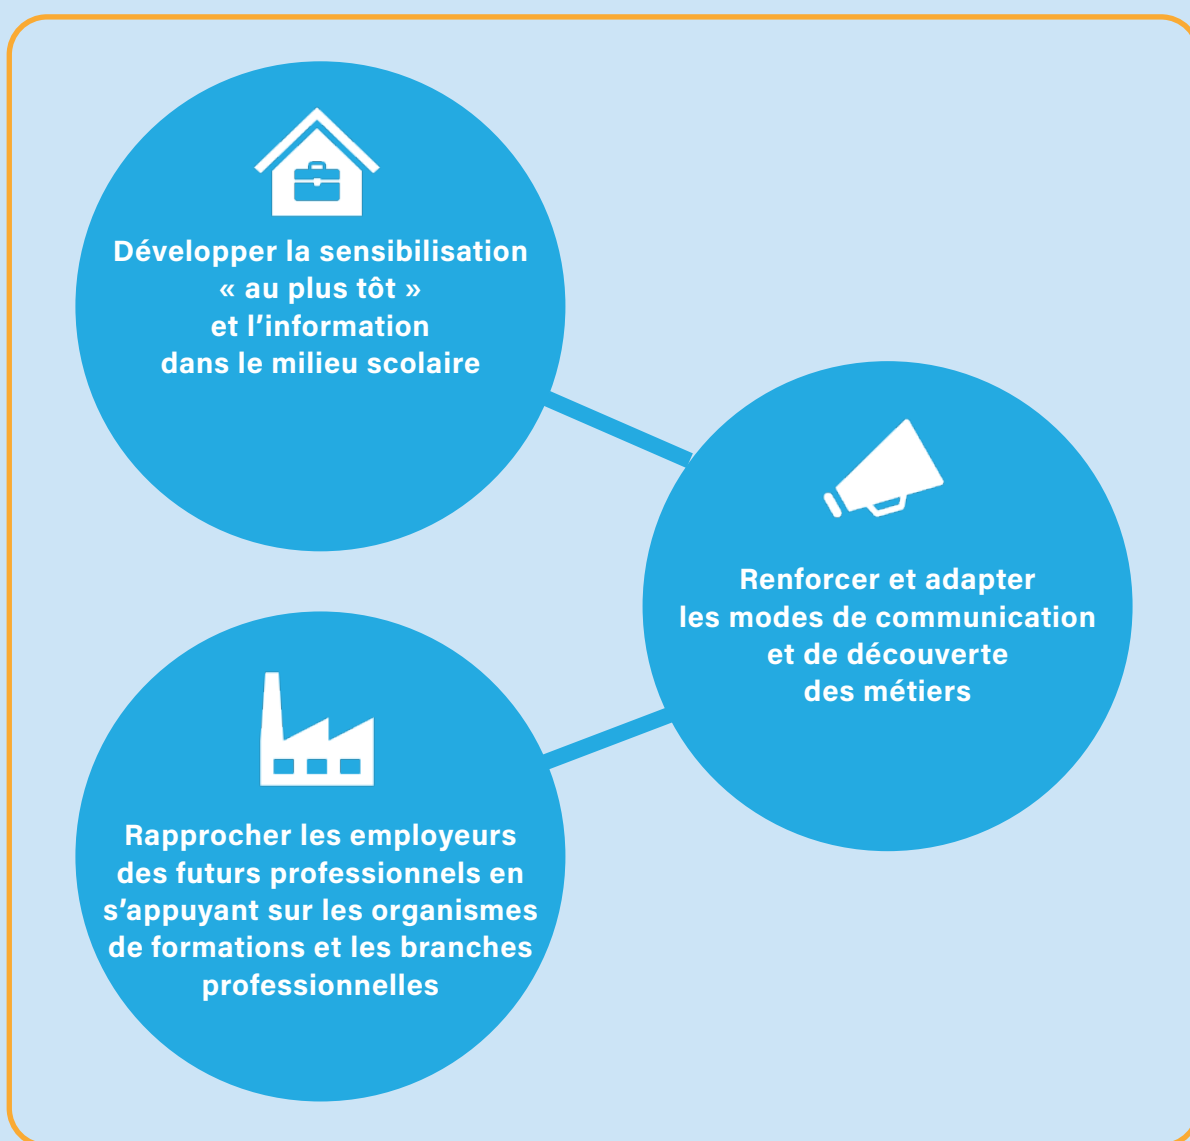 Développer la sensibilisation
« au plus tôt »
et l'information
dans le milieu scolaire
Renforcer et adapter
les modes de communication
et de découverte
des métiers
Rapprocher les employeurs
des futurs professionnels en
s'appuyant sur les organismes
de formations et les branches
professionnelles